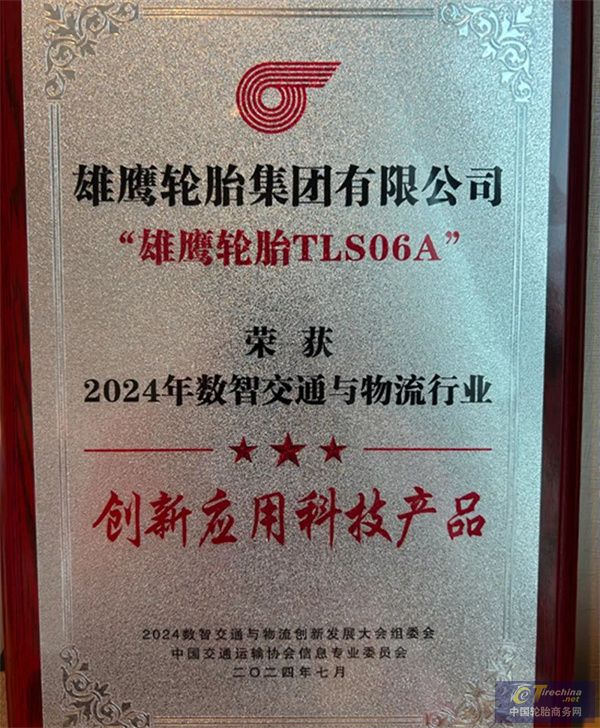 雄鹰轮胎集团有限公司
“雄鹰轮胎TLS06A”
荣 获
2024年数智交通与物流行业
创新应用科技产品
2024数智交通与物流创新发展大会组委会
中国交通运输协会信息专业委员会
二〇二四年七月
etirechina
.net
中国轮胎商务网